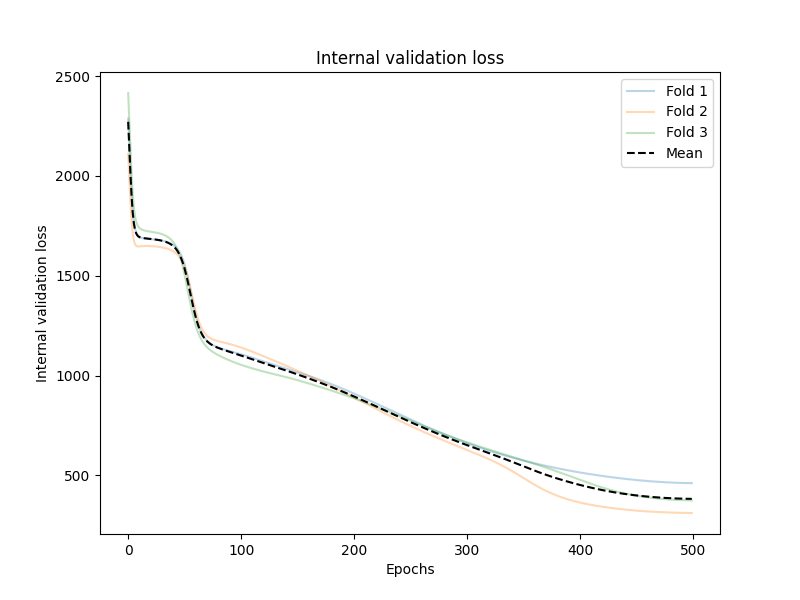 Internal validation loss
2500
2000
1500
1000
500
Internal validation loss
Fold 1
Fold 2
Fold 3
Mean
0
100
200
300
400
500
Epochs